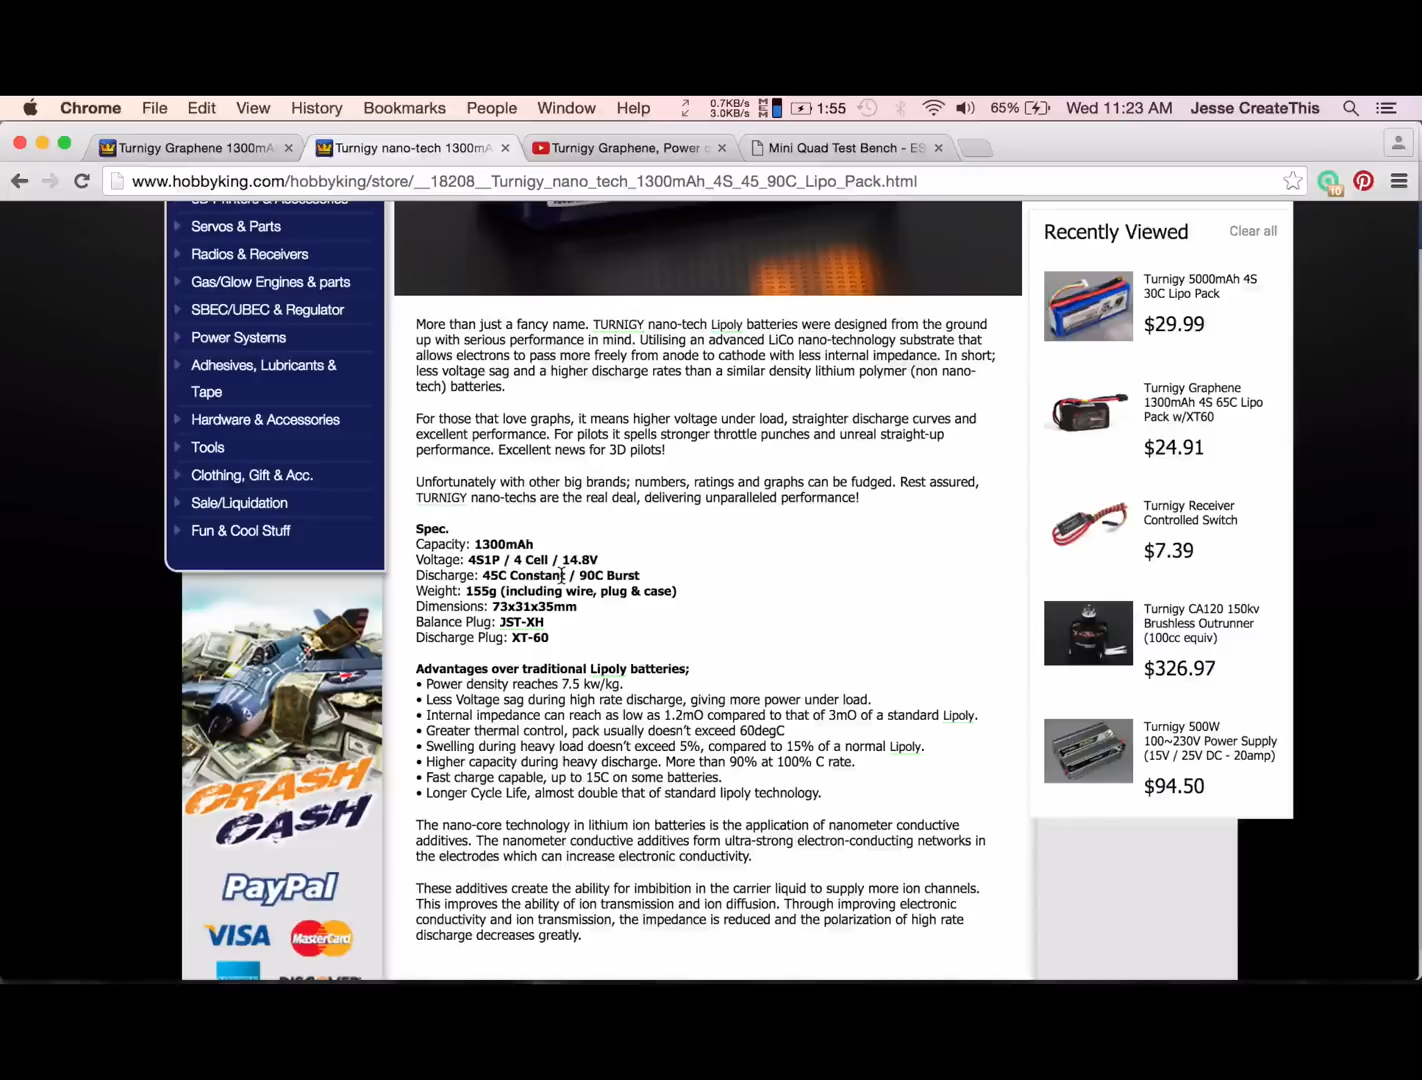 Chrome File Edit View History Bookmarks People Window Help 0.7KB/s 3.0KB/s MEM 1:55 65% Wed 11:23 AM Jesse CreateThis
Turnigy Graphene 1300mA
Turnigy nano-tech 1300mA
Turnigy Graphene, Power c
Mini Quad Test Bench - ES
www.hobbyking.com/hobbyking/store/__18208__Turnigy_nano_tech_1300mAh_4S_45_90C_Lipo_Pack.html
10
Servos & Parts
Radios & Receivers
Gas/Glow Engines & parts
SBEC/UBEC & Regulator
Power Systems
Adhesives, Lubricants &
Tape
Hardware & Accessories
Tools
Clothing, Gift & Acc.
Sale/Liquidation
Fun & Cool Stuff
CRASH
CASH
PayPal
VISA MasterCard
More than just a fancy name. TURNIGY nano-tech Lipoly batteries were designed from the ground
up with serious performance in mind. Utilising an advanced LiCo nano-technology substrate that
allows electrons to pass more freely from anode to cathode with less internal impedance. In short;
less voltage sag and a higher discharge rates than a similar density lithium polymer (non nano-
tech) batteries.
For those that love graphs, it means higher voltage under load, straighter discharge curves and
excellent performance. For pilots it spells stronger throttle punches and unreal straight-up
performance. Excellent news for 3D pilots!
Unfortunately with other big brands; numbers, ratings and graphs can be fudged. Rest assured,
TURNIGY nano-techs are the real deal, delivering unparalleled performance!
Spec.
Capacity: 1300mAh
Voltage: 4S1P / 4 Cell / 14.8V
Discharge: 45C Constant / 90C Burst
Weight: 155g (including wire, plug & case)
Dimensions: 73x31x35mm
Balance Plug: JST-XH
Discharge Plug: XT-60
Advantages over traditional Lipoly batteries;
• Power density reaches 7.5 kw/kg.
• Less Voltage sag during high rate discharge, giving more power under load.
• Internal impedance can reach as low as 1.2mO compared to that of 3mO of a standard Lipoly.
• Greater thermal control, pack usually doesn't exceed 60degC
• Swelling during heavy load doesn't exceed 5%, compared to 15% of a normal Lipoly.
• Higher capacity during heavy discharge. More than 90% at 100% C rate.
• Fast charge capable, up to 15C on some batteries.
• Longer Cycle Life, almost double that of standard lipoly technology.
The nano-core technology in lithium ion batteries is the application of nanometer conductive
additives. The nanometer conductive additives form ultra-strong electron-conducting networks in
the electrodes which can increase electronic conductivity.
These additives create the ability for imbibition in the carrier liquid to supply more ion channels.
This improves the ability of ion transmission and ion diffusion. Through improving electronic
conductivity and ion transmission, the impedance is reduced and the polarization of high rate
discharge decreases greatly.
Recently Viewed Clear all
Turnigy 5000mAh 4S
30C Lipo Pack
$29.99
Turnigy Graphene
1300mAh 4S 65C Lipo
Pack w/XT60
$24.91
Turnigy Receiver
Controlled Switch
$7.39
Turnigy CA120 150kv
Brushless Outrunner
(100cc equiv)
$326.97
Turnigy 500W
100~230V Power Supply
(15V / 25V DC - 20amp)
$94.50